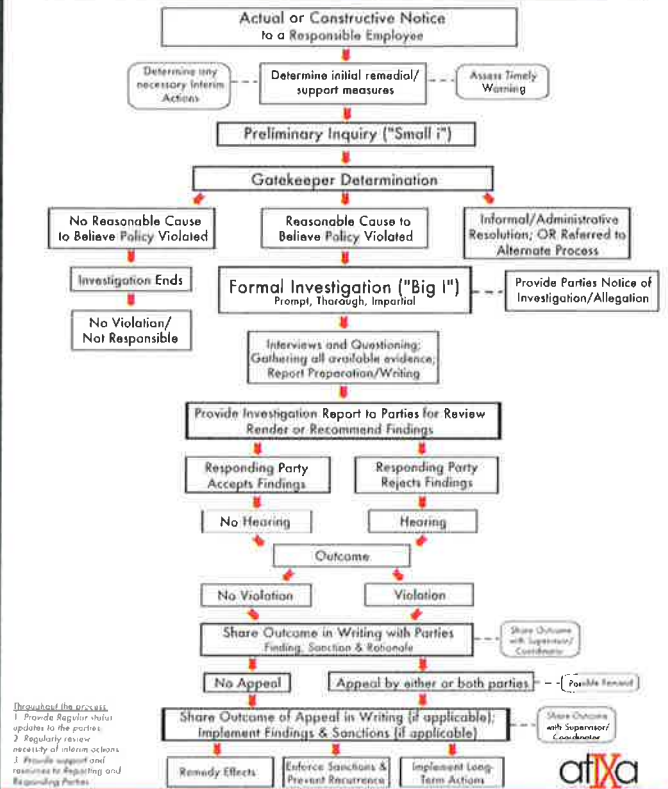 Actual or Constructive Notice
to a Responsible Employee
Determine any
necessary Interim
Actions
Determine initial remedial/
support measures
Assess Timely
Warning
Preliminary Inquiry ("Small i")
Gatekeeper Determination
No Reasonable Cause
to Believe Policy Violated
Reasonable Cause to
Believe Policy Violated
Informal/Administrative
Resolution; OR Referred to
Alternate Process
Investigation Ends
Formal Investigation ("Big I")
Prompt, Thorough, Impartial
Provide Parties Notice of
Investigation/Allegation
No Violation/
Not Responsible
Interviews and Questioning;
Gathering all available evidence;
Report Preparation/Writing
Provide Investigation Report to Parties for Review
Render or Recommend Findings
Responding Party
Accepts Findings
Responding Party
Rejects Findings
No Hearing
Hearing
Outcome
No Violation
Violation
Share Outcome in Writing with Parties
Finding, Sanction & Rationale
Share Outcome
with Supervisor/
Coordinator
No Appeal
Appeal by either or both parties
Possible Remand
Throughout the process:
1. Provide Regular status
updates to the parties
2. Regularly review
necessity of interim actions
3. Provide support and
resources to Reporting and
Responding Parties
Share Outcome of Appeal in Writing (if applicable);
Implement Findings & Sanctions (if applicable)
Share Outcome
with Supervisor/
Coordinator
Remedy Effects
Enforce Sanctions &
Prevent Recurrence
Implement Long-
Term Actions
atIXa